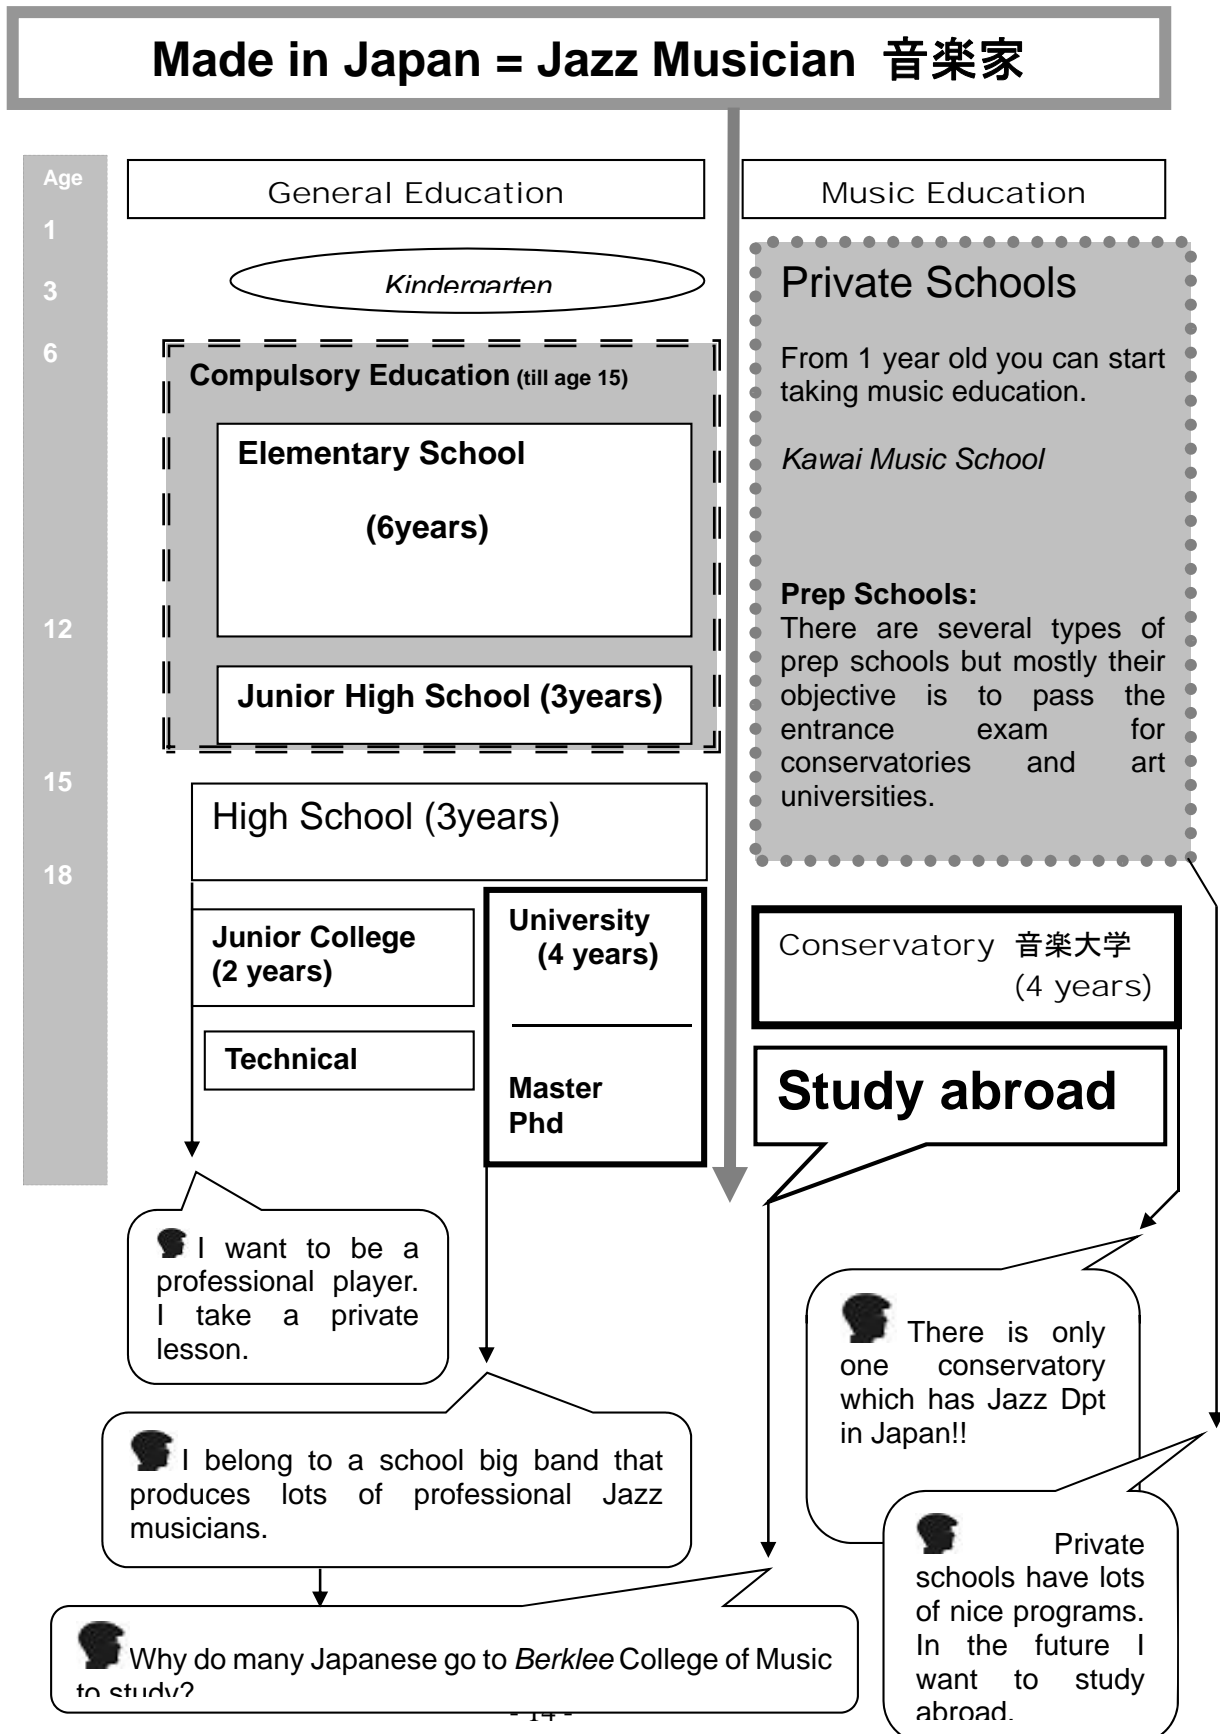 Made in Japan = Jazz Musician 音楽家
Age
1
3
6
12
15
18
General Education
Kindergarten
Compulsory Education (till age 15)
Elementary School
(6years)
Junior High School (3years)
High School (3years)
Junior College
(2 years)
Technical
University
(4 years)
Master
Phd
Music Education
Private Schools
From 1 year old you can start
taking music education.
Kawai Music School
Prep Schools:
There are several types of
prep schools but mostly their
objective is to pass the
entrance exam for
conservatories and art
universities.
Conservatory 音楽大学
(4 years)
Study abroad
I want to be a
professional player.
I take a private
lesson.
I belong to a school big band that
produces lots of professional Jazz
musicians.
There is only
one conservatory
which has Jazz Dpt
in Japan!!
Private
schools have lots
of nice programs.
In the future I
want to study
abroad.
Why do many Japanese go to Berklee College of Music
to study?
- 14 -